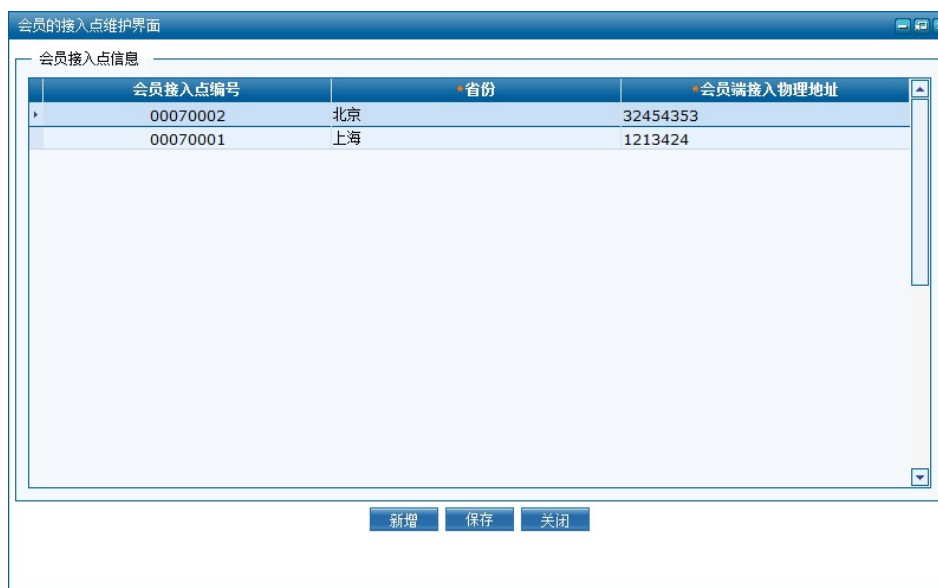 会员的接入点维护界面
会员接入点信息
会员接入点编号 *省份 *会员端接入物理地址
00070002 北京 32454353
00070001 上海 1213424
新增 保存 关闭